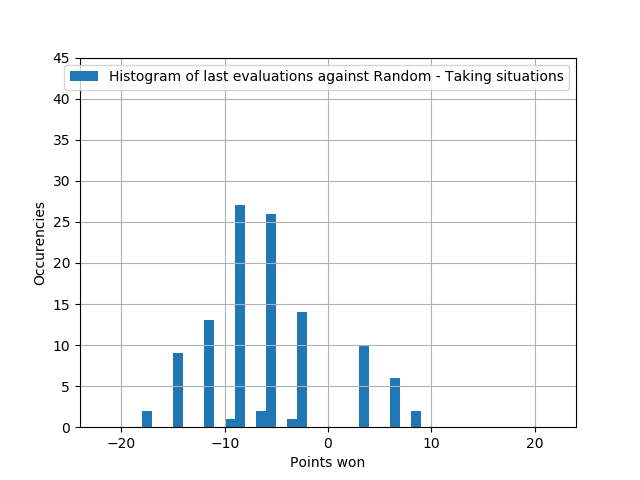 Histogram of last evaluations against Random - Taking situations
45
40
35
30
25
20
15
10
5
0
Occurencies
−20 −10 0 10 20
Points won